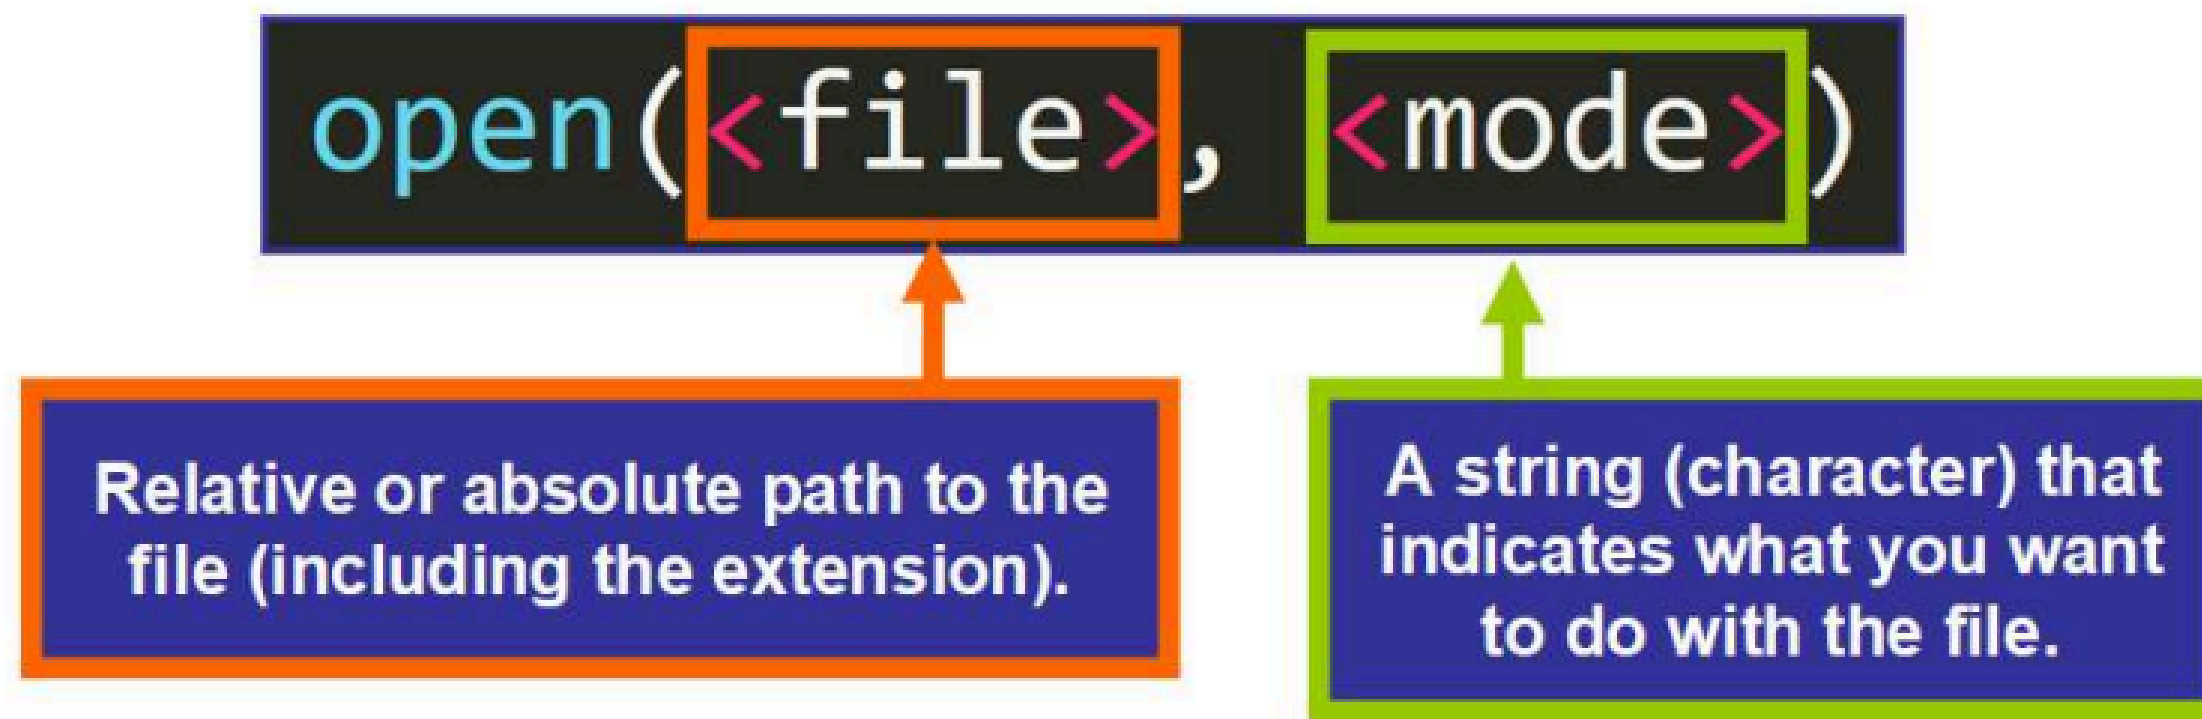 open(<file>, <mode>)
Relative or absolute path to the
file (including the extension).
A string (character) that
indicates what you want
to do with the file.